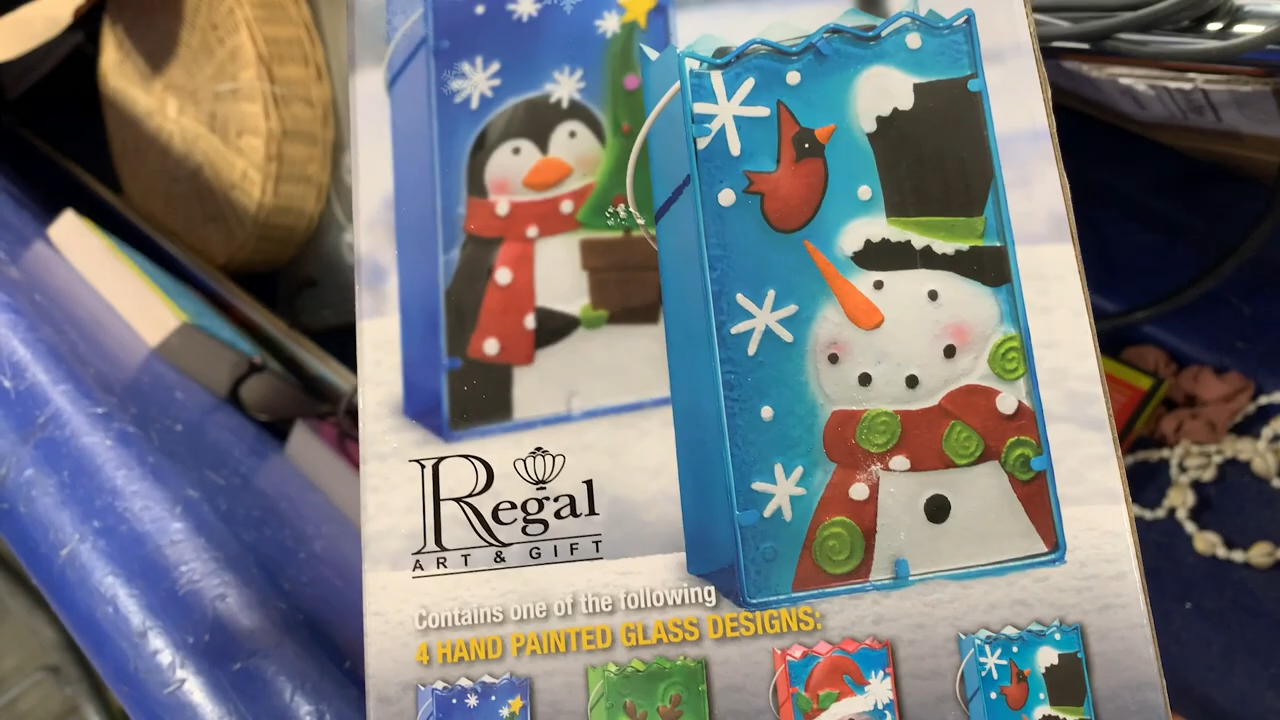 Regal
ART & GIFT
Contains one of the following
4 HAND PAINTED GLASS DESIGNS: